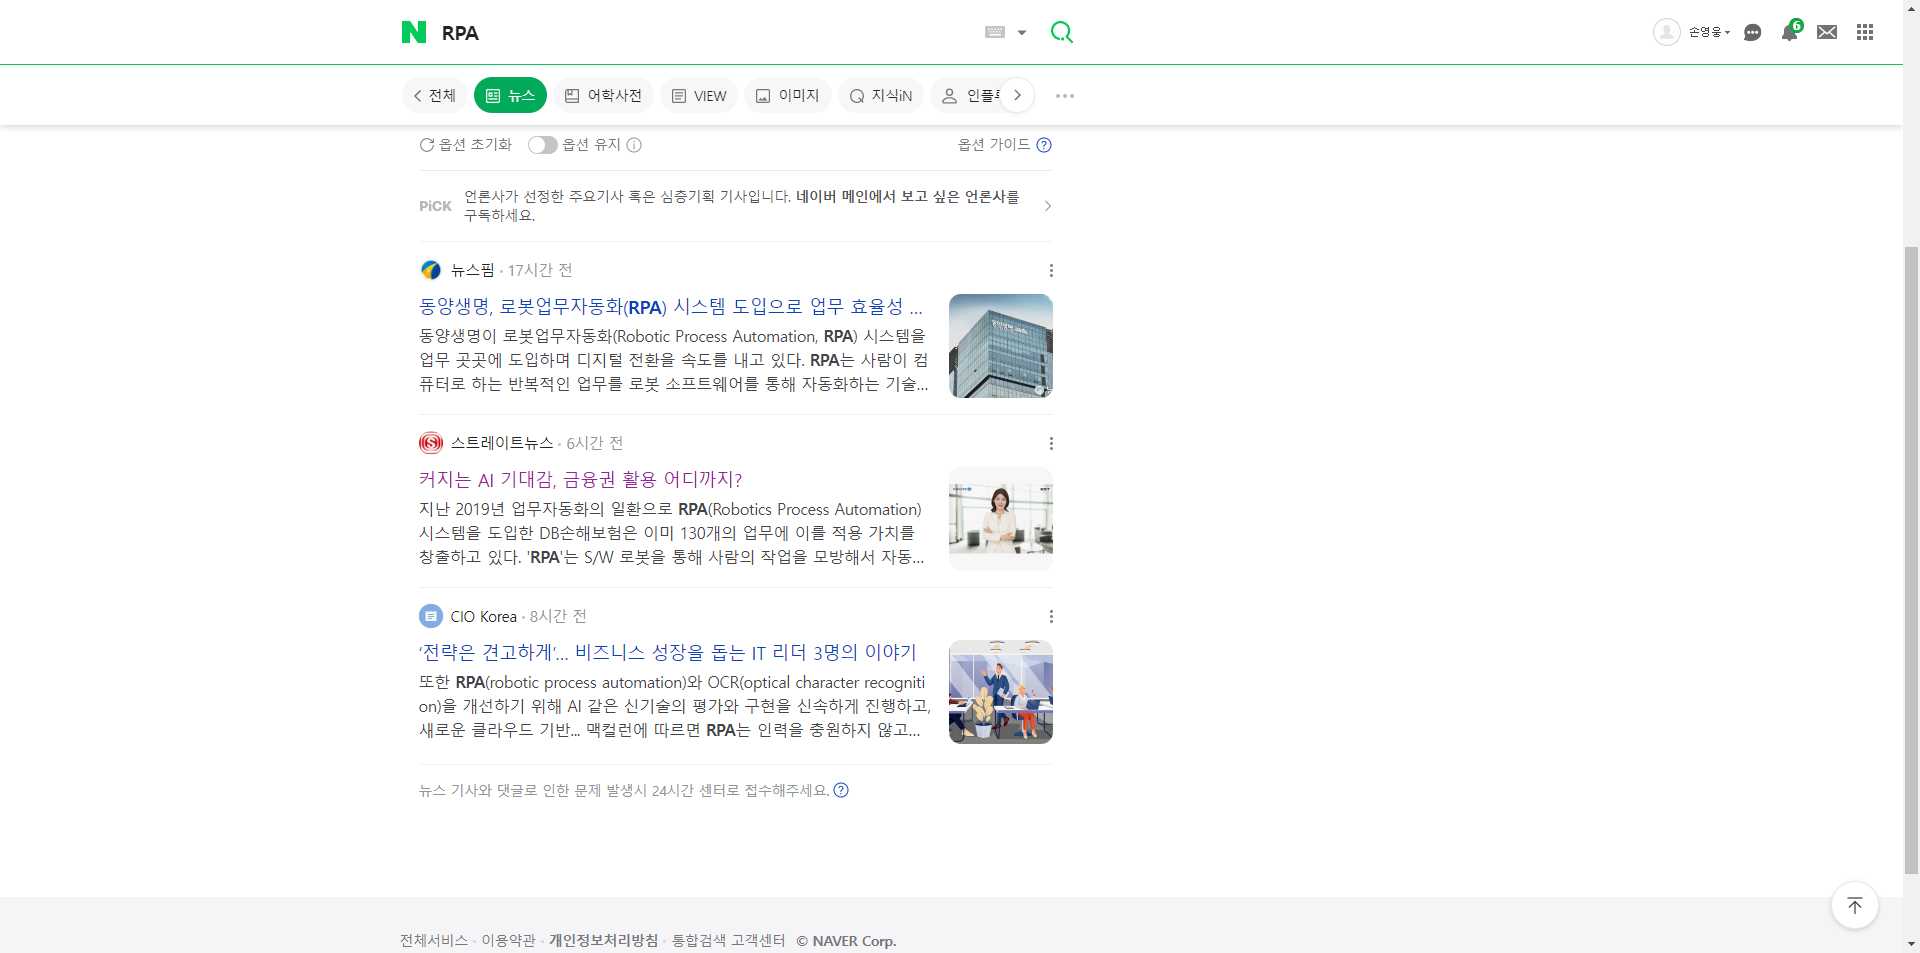 N RPA
손영웅
6
전체 뉴스 어학사전 VIEW 이미지 지식iN 인플루
옵션 초기화 옵션 유지 옵션 가이드
PiCK 언론사가 선정한 주요기사 혹은 심층기획 기사입니다. 네이버 메인에서 보고 싶은 언론사를
구독하세요.
뉴스핌 · 17시간 전
동양생명, 로봇업무자동화(RPA) 시스템 도입으로 업무 효율성 ...
동양생명이 로봇업무자동화(Robotic Process Automation, RPA) 시스템을
업무 곳곳에 도입하며 디지털 전환을 속도를 내고 있다. RPA는 사람이 컴
퓨터로 하는 반복적인 업무를 로봇 소프트웨어를 통해 자동화하는 기술...
스트레이트뉴스 · 6시간 전
커지는 AI 기대감, 금융권 활용 어디까지?
지난 2019년 업무자동화의 일환으로 RPA(Robotics Process Automation)
시스템을 도입한 DB손해보험은 이미 130개의 업무에 이를 적용 가치를
창출하고 있다. 'RPA'는 S/W 로봇을 통해 사람의 작업을 모방해서 자동...
CIO Korea · 8시간 전
‘전략은 견고하게’... 비즈니스 성장을 돕는 IT 리더 3명의 이야기
또한 RPA(robotic process automation)와 OCR(optical character recogniti
on)을 개선하기 위해 AI 같은 신기술의 평가와 구현을 신속하게 진행하고,
새로운 클라우드 기반... 맥컬런에 따르면 RPA는 인력을 충원하지 않고...
뉴스 기사와 댓글로 인한 문제 발생시 24시간 센터로 접수해주세요.
전체서비스 · 이용약관 · 개인정보처리방침 · 통합검색 고객센터 © NAVER Corp.